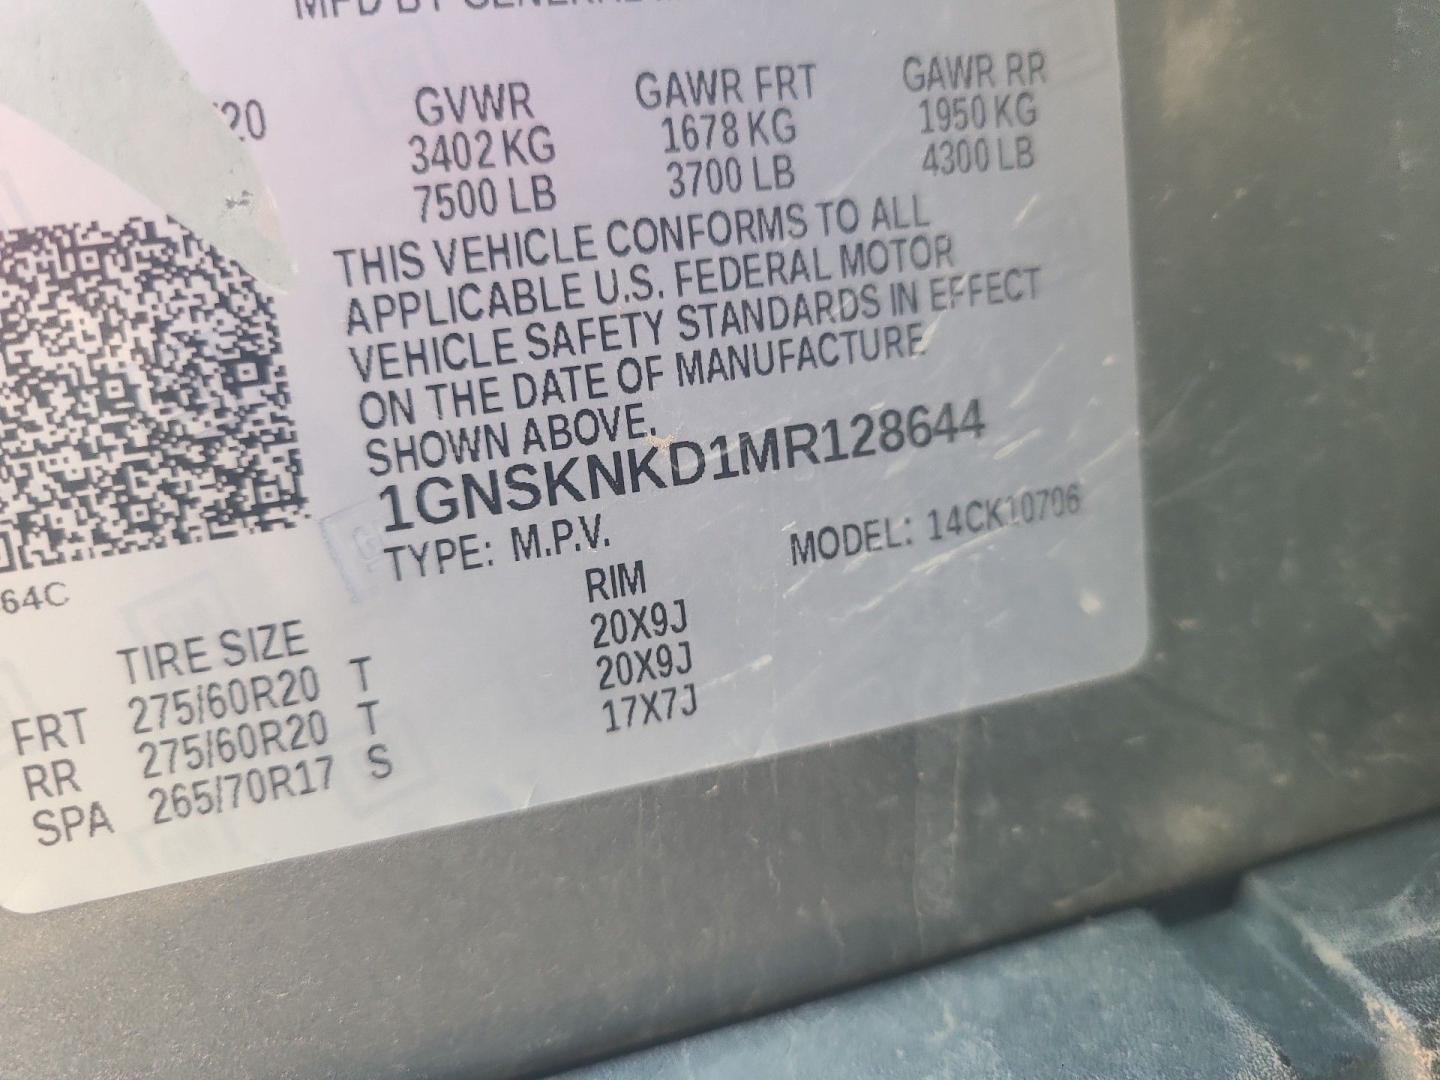 MFD BY GENERAL
20
GVWR GAWR FRT GAWR RR
3402 KG 1678 KG 1950 KG
7500 LB 3700 LB 4300 LB
THIS VEHICLE CONFORMS TO ALL
APPLICABLE U.S. FEDERAL MOTOR
VEHICLE SAFETY STANDARDS IN EFFECT
ON THE DATE OF MANUFACTURE
SHOWN ABOVE.
1GNSKNKD1MR128644
TYPE: M.P.V. MODEL: 14CK10706
64C
TIRE SIZE RIM
FRT 275/60R20 T 20X9J
RR 275/60R20 T 20X9J
SPA 265/70R17 S 17X7J